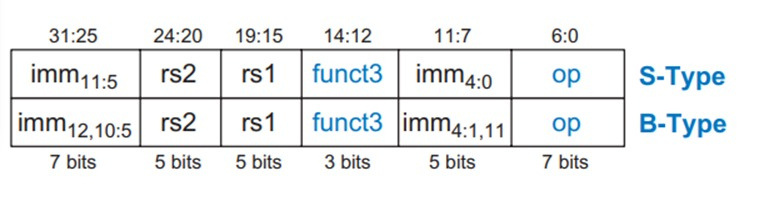 31:25 24:20 19:15 14:12 11:7 6:0
imm11:5 rs2 rs1 funct3 imm4:0 op S-Type
imm12,10:5 rs2 rs1 funct3 imm4:1,11 op B-Type
7 bits 5 bits 5 bits 3 bits 5 bits 7 bits